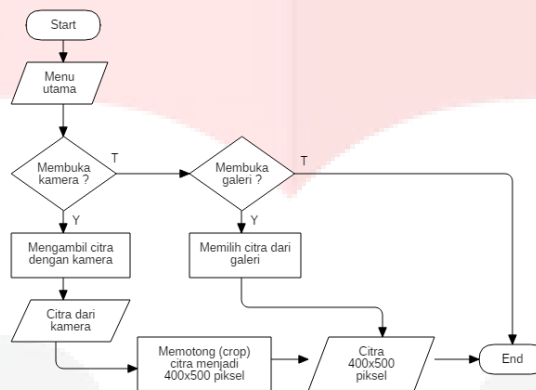 Start
Menu
utama
Membuka
kamera ?
T
Membuka
galeri ?
T
Y
Y
Mengambil citra
dengan kamera
Memilih citra dari
galeri
Citra dari
kamera
Memotong (crop)
citra menjadi
400x500 piksel
Citra
400x500
piksel
End